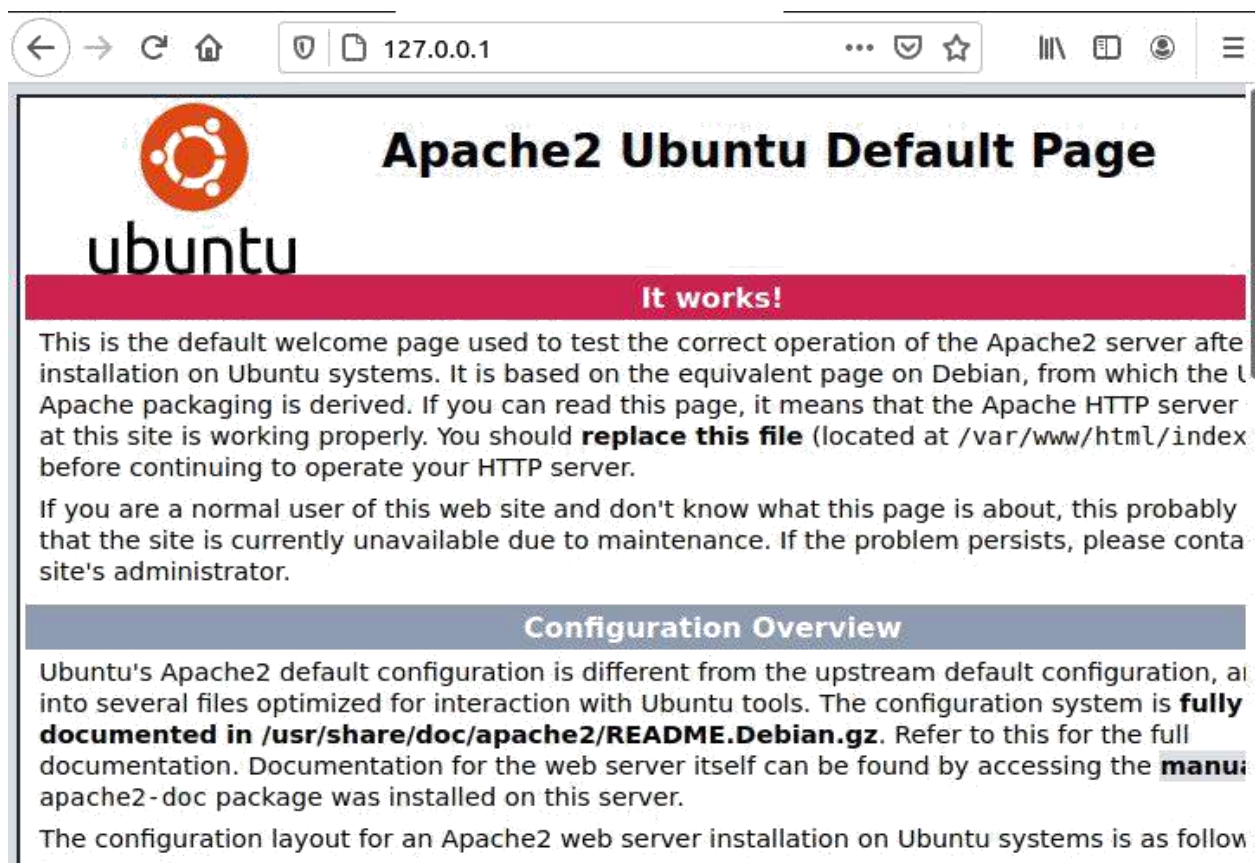 127.0.0.1
ubuntu
Apache2 Ubuntu Default Page
It works!
This is the default welcome page used to test the correct operation of the Apache2 server afte
installation on Ubuntu systems. It is based on the equivalent page on Debian, from which the
Apache packaging is derived. If you can read this page, it means that the Apache HTTP server
at this site is working properly. You should replace this file (located at /var/www/html/index
before continuing to operate your HTTP server.
If you are a normal user of this web site and don't know what this page is about, this probably
that the site is currently unavailable due to maintenance. If the problem persists, please conta
site's administrator.
Configuration Overview
Ubuntu's Apache2 default configuration is different from the upstream default configuration,
into several files optimized for interaction with Ubuntu tools. The configuration system is fully
documented in /usr/share/doc/apache2/README.Debian.gz. Refer to this for the full
documentation. Documentation for the web server itself can be found by accessing the manua
apache2-doc package was installed on this server.
The configuration layout for an Apache2 web server installation on Ubuntu systems is as follow